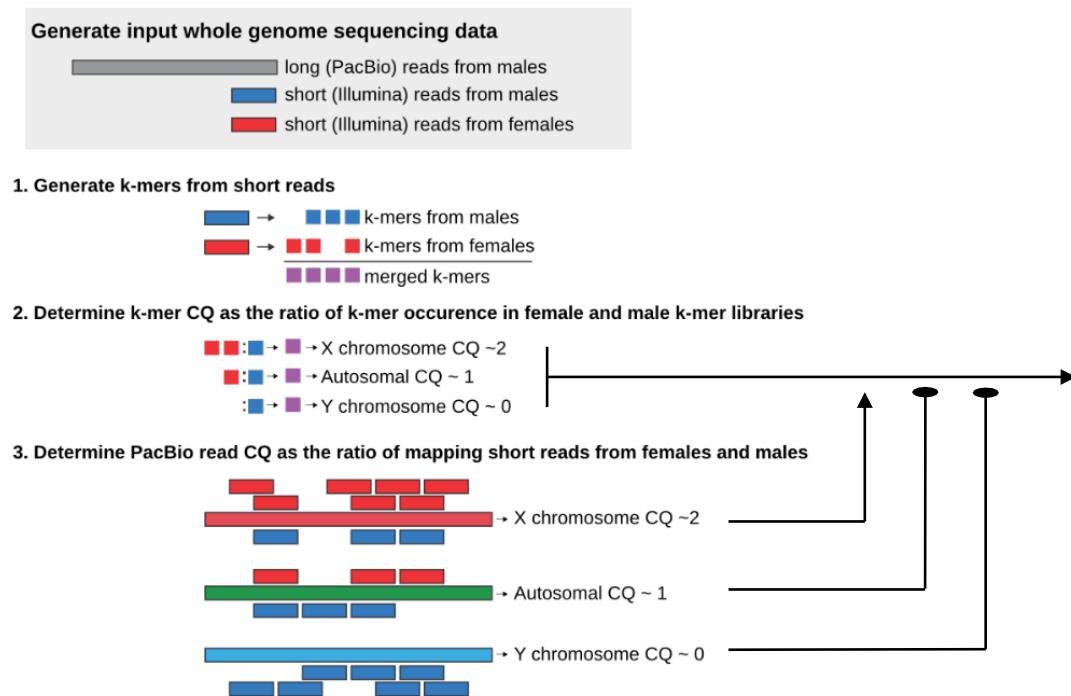 Generate input whole genome sequencing data
long (PacBio) reads from males
short (Illumina) reads from males
short (Illumina) reads from females
1. Generate k-mers from short reads
k-mers from males
k-mers from females
merged k-mers
2. Determine k-mer CQ as the ratio of k-mer occurence in female and male k-mer libraries
: X chromosome CQ ~2
: Autosomal CQ ~ 1
: Y chromosome CQ ~ 0
3. Determine PacBio read CQ as the ratio of mapping short reads from females and males
X chromosome CQ ~2
Autosomal CQ ~ 1
Y chromosome CQ ~ 0